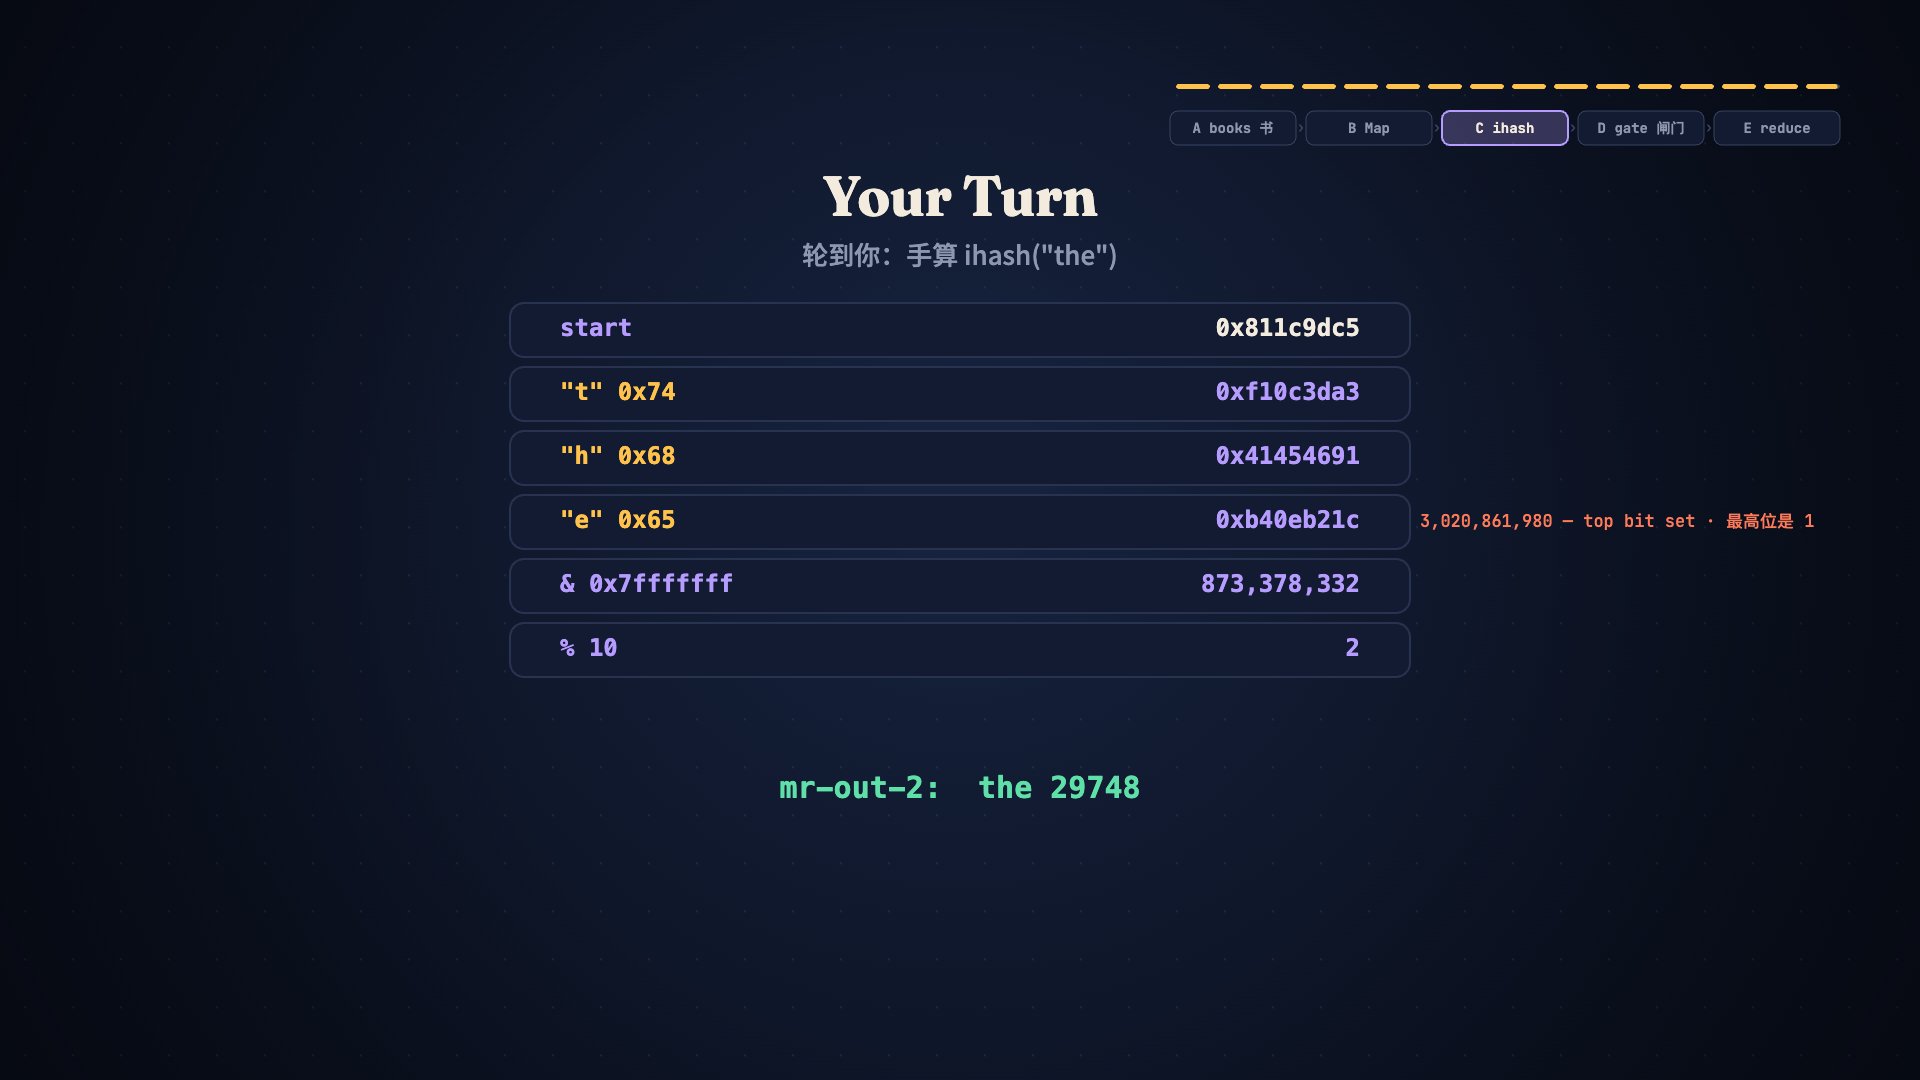 A books 书 › B Map › C ihash › D gate 闸门 › E reduce
Your Turn
轮到你：手算 ihash("the")
start 0x811c9dc5
"t" 0x74 0xf10c3da3
"h" 0x68 0x41454691
"e" 0x65 0xb40eb21c 3,020,861,980 — top bit set · 最高位是 1
& 0x7fffffff 873,378,332
% 10 2
mr-out-2: the 29748